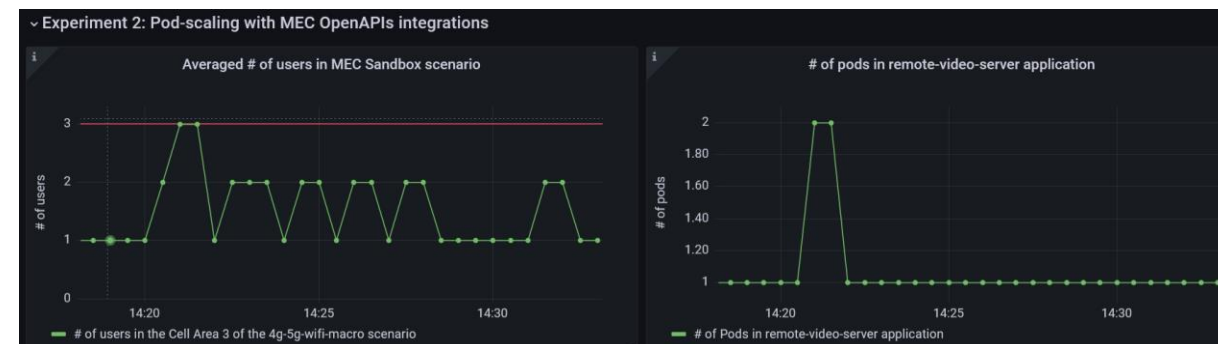 Experiment 2: Pod-scaling with MEC OpenAPIs integrations
i
Averaged # of users in MEC Sandbox scenario
# of users
3
2
1
0
14:20
14:25
14:30
# of users in the Cell Area 3 of the 4g-5g-wifi-macro scenario
i
# of pods in remote-video-server application
# of pods
2
1.80
1.60
1.40
1.20
1
14:20
14:25
14:30
# of Pods in remote-video-server application